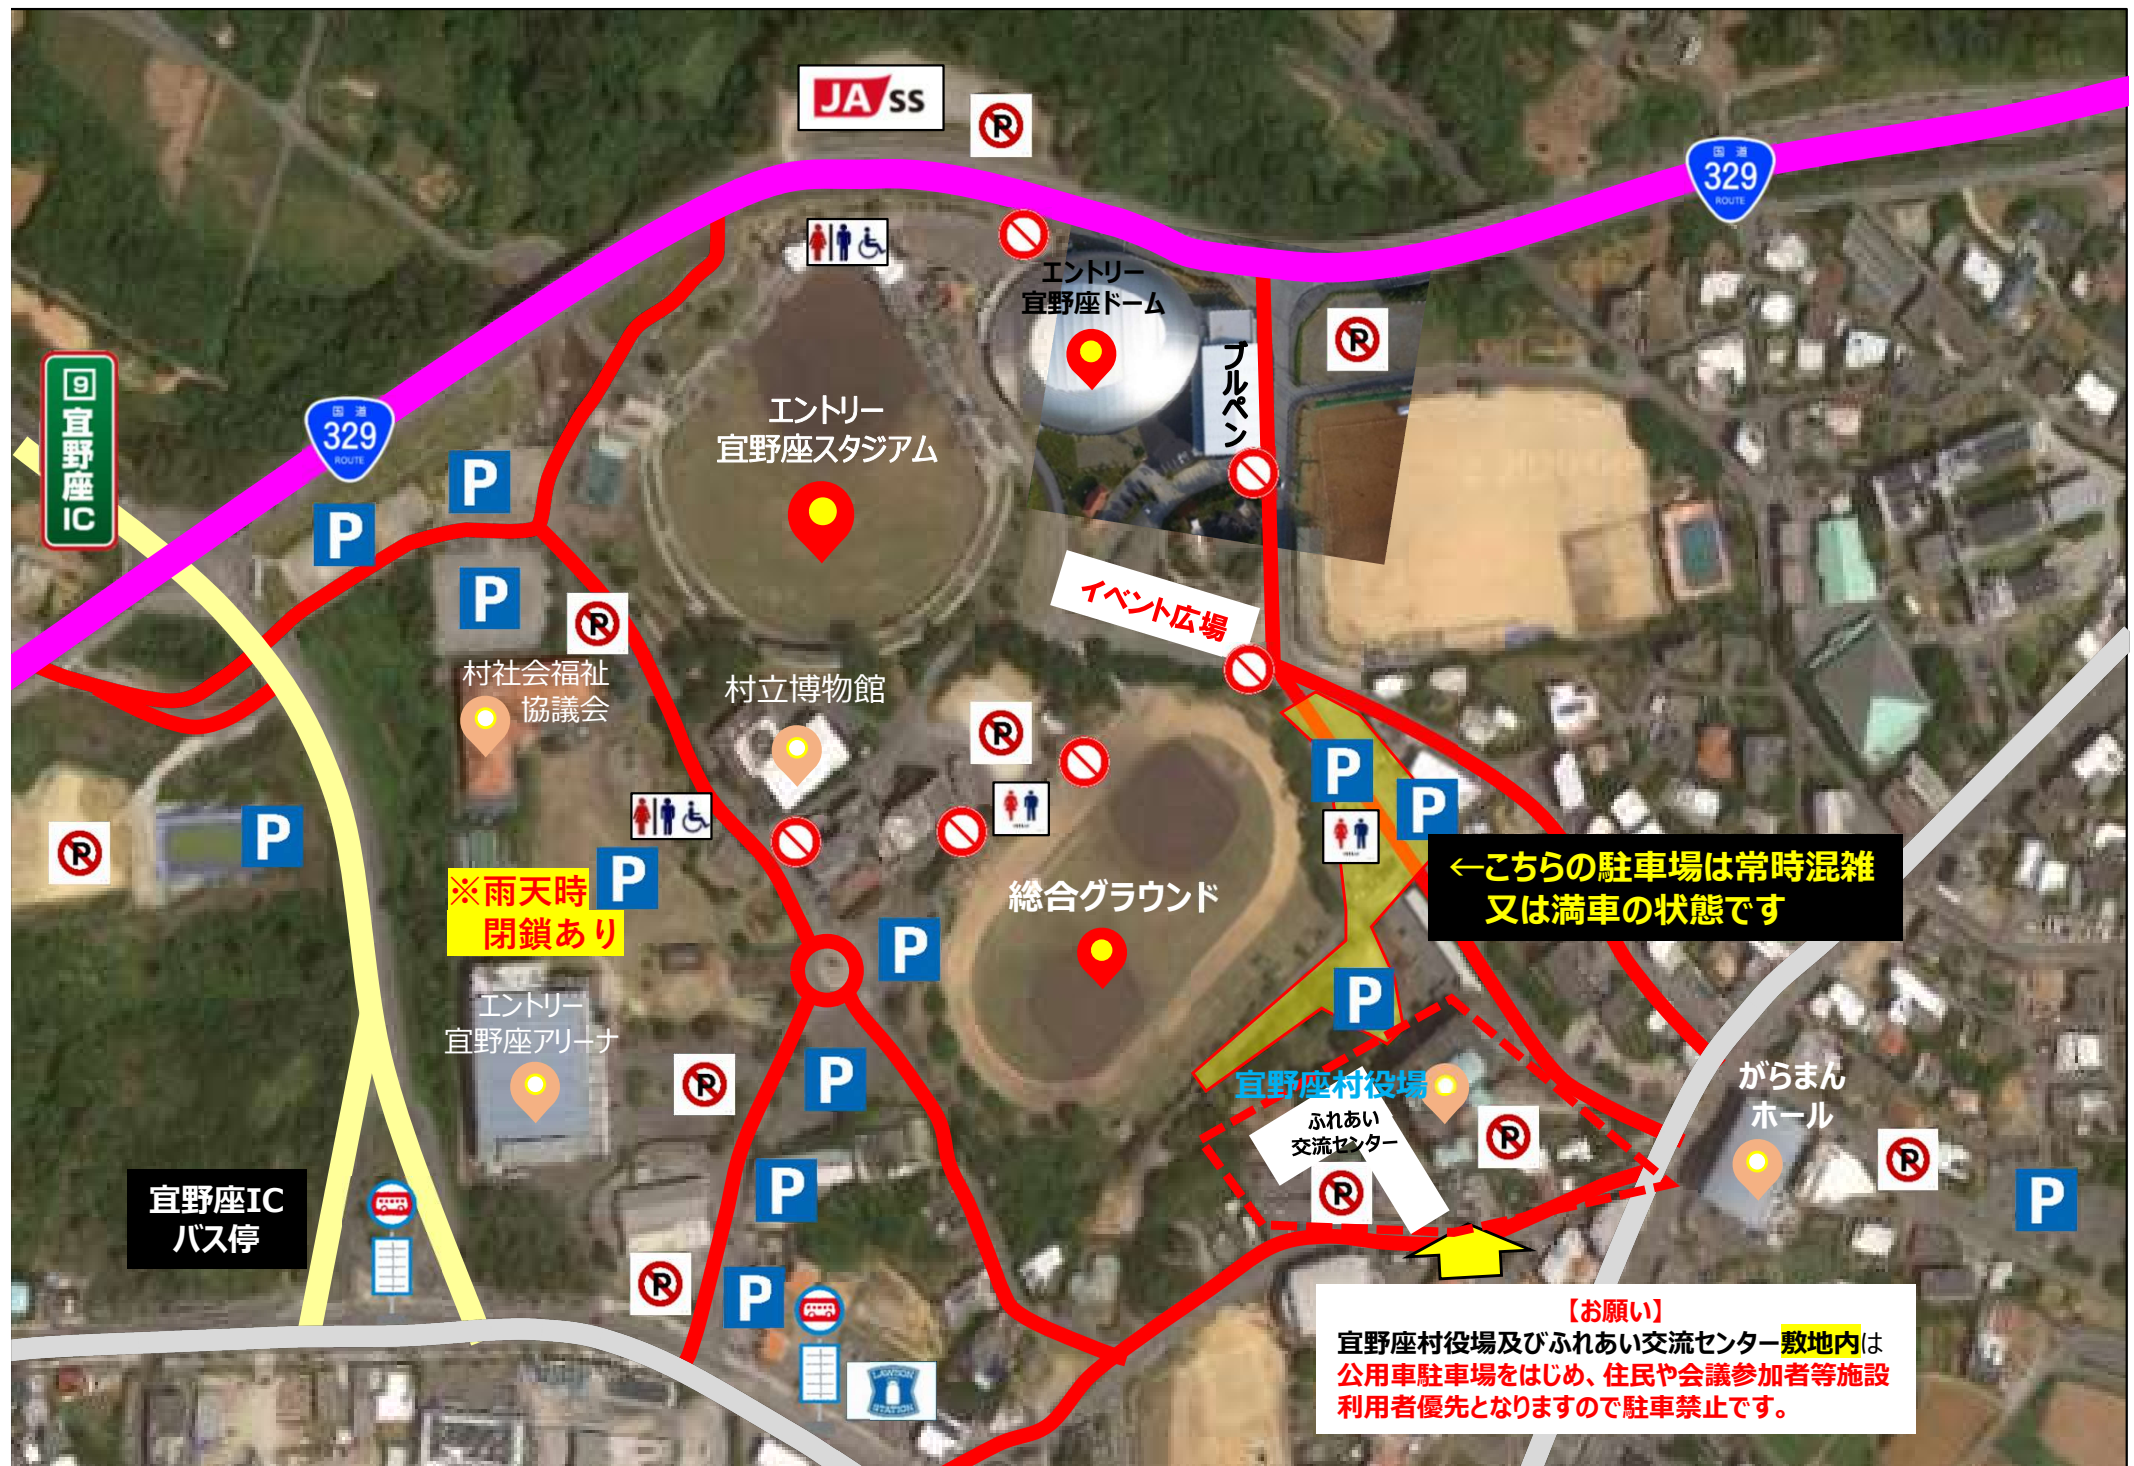 JA SS
国道
329
ROUTE
エントリー
宜野座ドーム
ブルペン
9
宜野座IC
国道
329
ROUTE
エントリー
宜野座スタジアム
P
P
P
イベント広場
村社会福祉
協議会
村立博物館
P
P
P
※雨天時
閉鎖あり
P
総合グラウンド
P
←こちらの駐車場は常時混雑
又は満車の状態です
エントリー
宜野座アリーナ
P
P
宜野座村役場
ふれあい
交流センター
がらまん
ホール
P
P
宜野座IC
バス停
P
LAWSON
STATION
【お願い】
宜野座村役場及びふれあい交流センター敷地内は
公用車駐車場をはじめ、住民や会議参加者等施設
利用者優先となりますので駐車禁止です。